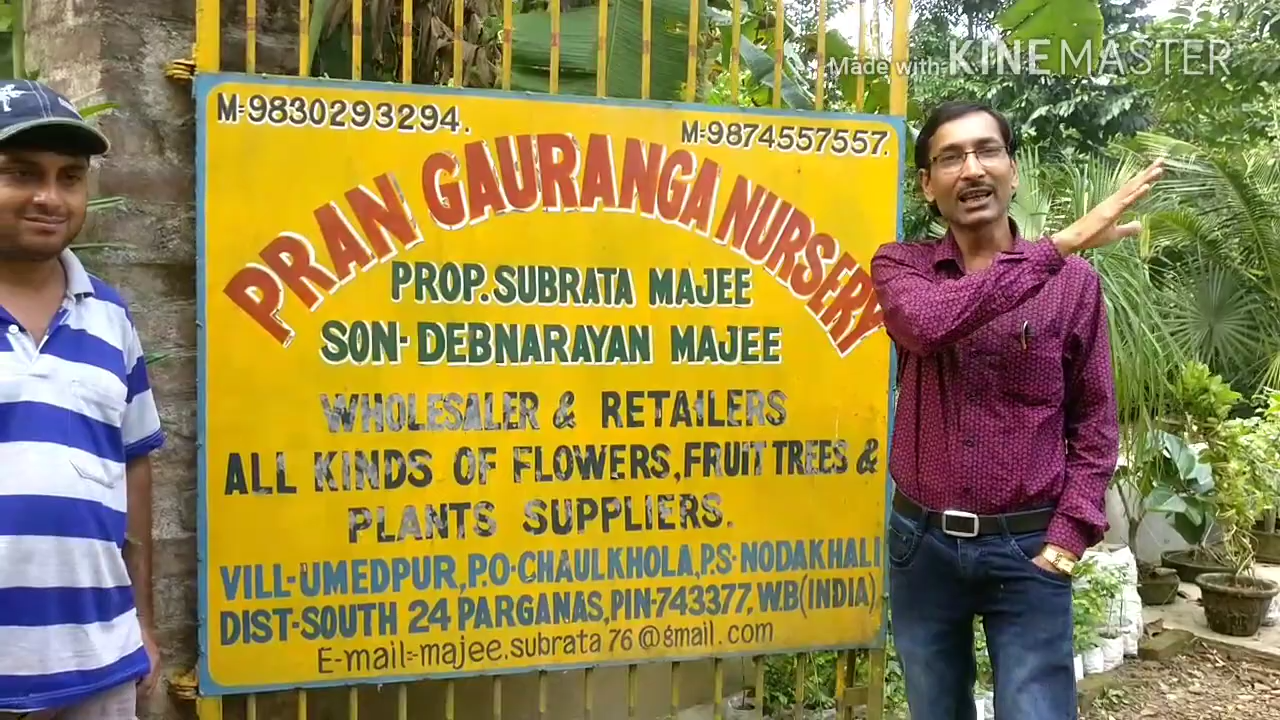 Made with KINEMASTER
M-9830293294.
M-9874557557.
PRAN GAURANGA NURSERY
PROP.SUBRATA MAJEE
SON-DEBNARAYAN MAJEE
WHOLESALER & RETAILERS
ALL KINDS OF FLOWERS,FRUIT TREES &
PLANTS SUPPLIERS.
VILL-UMEDPUR,P.O-CHAULKHOLA,P.S-NODAKHALI
DIST-SOUTH 24 PARGANAS,PIN-743377,W.B(INDIA)
E-mail:-majee.subrata76@gmail.com